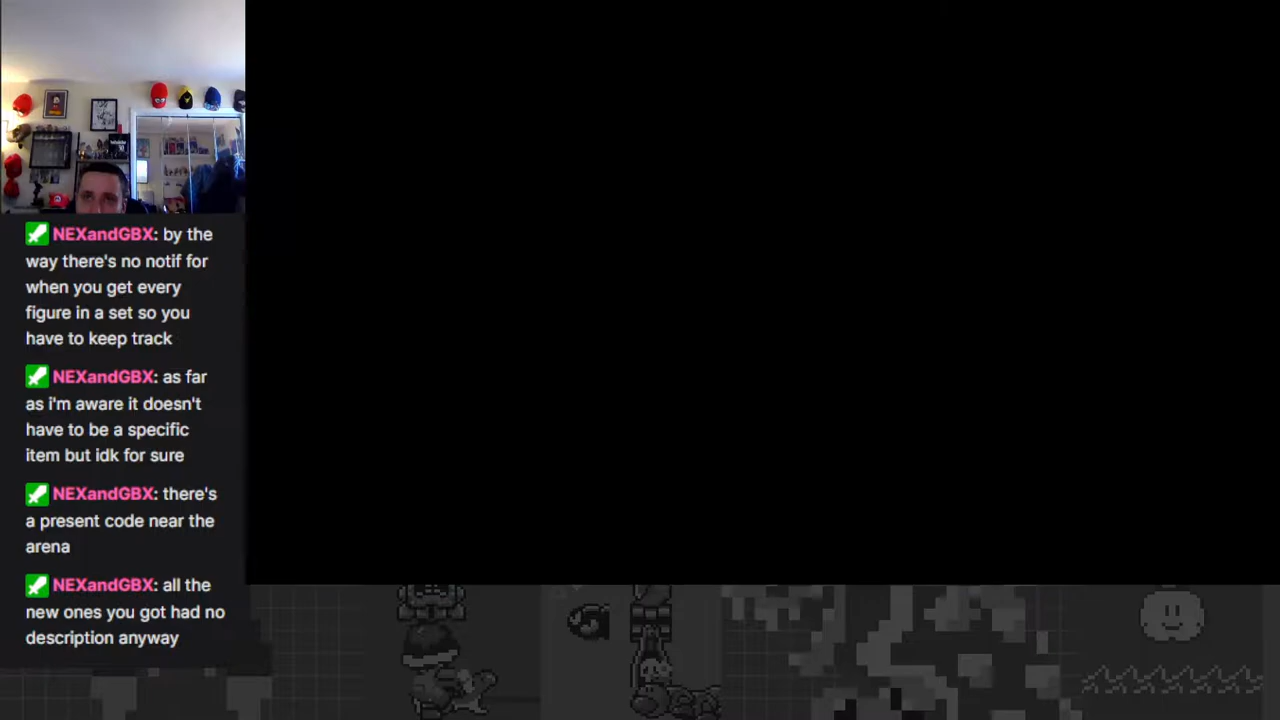 NEXandGBX: by the
way there's no notif for
when you get every
figure in a set so you
have to keep track
NEXandGBX: as far
as i'm aware it doesn't
have to be a specific
item but idk for sure
NEXandGBX: there's
a present code near the
arena
NEXandGBX: all the
new ones you got had no
description anyway